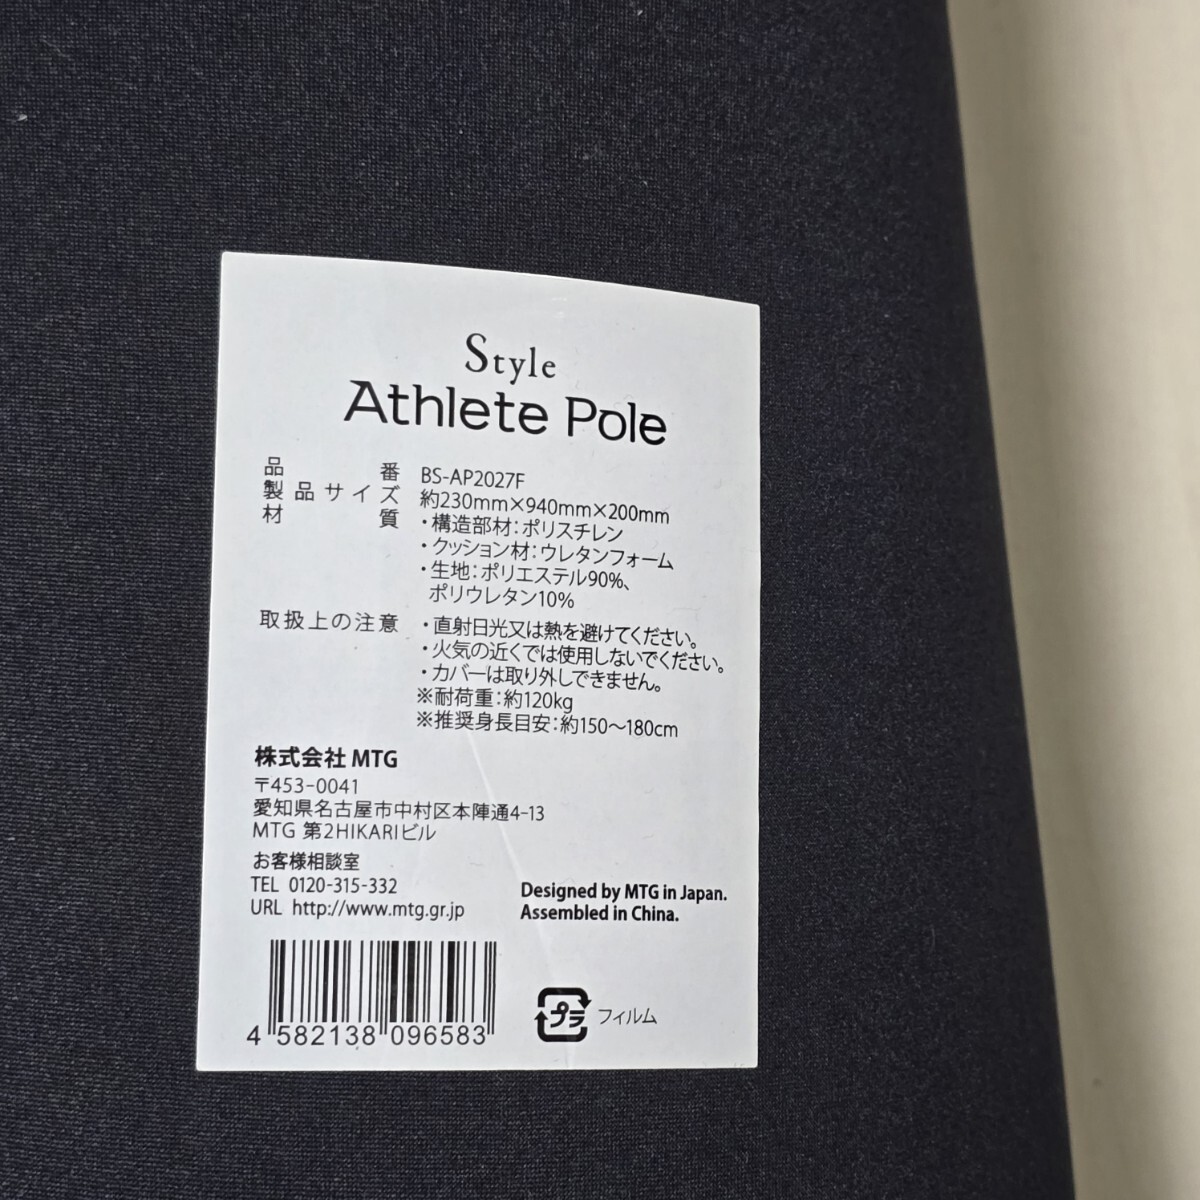 Style
Athlete Pole
品番 BS-AP2027F
製品サイズ 約230mm×940mm×200mm
材質 ・構造部材：ポリスチレン
・クッション材：ウレタンフォーム
・生地：ポリエステル90%、
ポリウレタン10%
取扱上の注意 ・直射日光又は熱を避けてください。
・火気の近くでは使用しないでください。
・カバーは取り外しできません。
※耐荷重：約120kg
※推奨身長目安：約150～180cm
株式会社 MTG
〒453-0041
愛知県名古屋市中村区本陣通4-13
MTG 第2HIKARIビル
お客様相談室
TEL 0120-315-332
URL http://www.mtg.gr.jp
Designed by MTG in Japan.
Assembled in China.
4 582138 096583
プラ フィルム